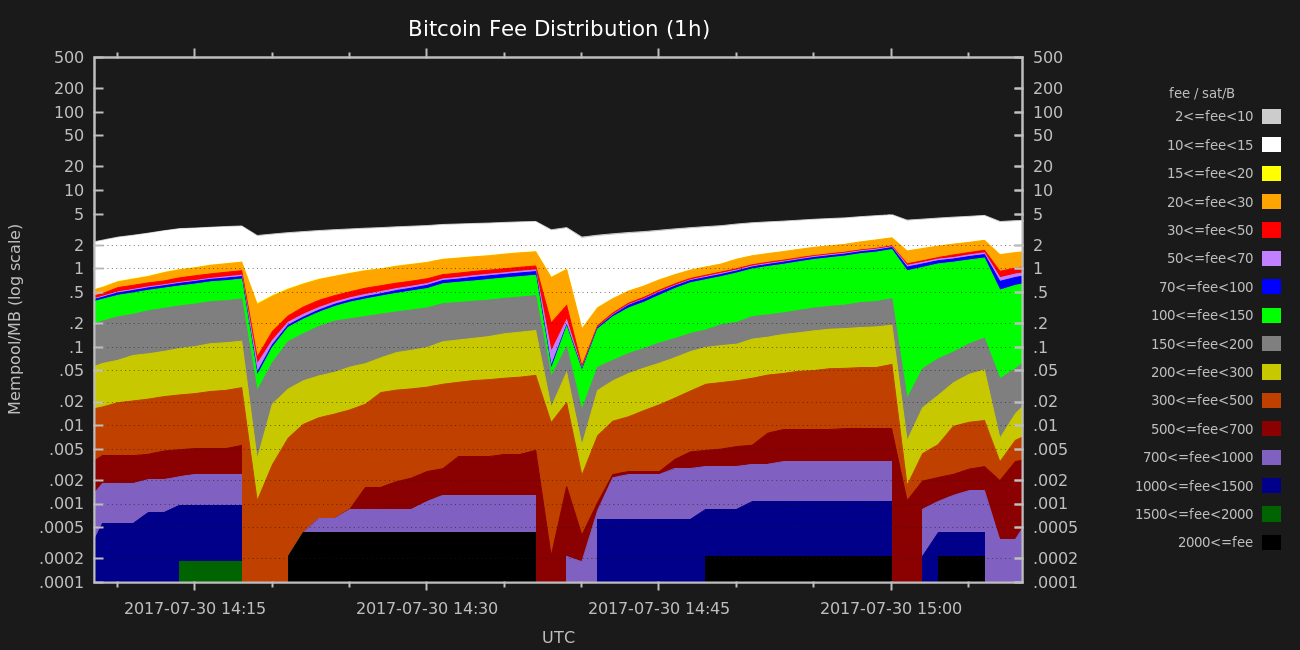 Bitcoin Fee Distribution (1h)
500 500
200 200
100 100
50 50
20 20
10 10
5 5
2 2
1 1
.5 .5
.2 .2
.1 .1
.05 .05
.02 .02
.01 .01
.005 .005
.002 .002
.001 .001
.0005 .0005
.0002 .0002
.0001 .0001
Mempool/MB (log scale)
2017-07-30 14:15 2017-07-30 14:30 2017-07-30 14:45 2017-07-30 15:00
UTC
fee / sat/B
2<=fee<10
10<=fee<15
15<=fee<20
20<=fee<30
30<=fee<50
50<=fee<70
70<=fee<100
100<=fee<150
150<=fee<200
200<=fee<300
300<=fee<500
500<=fee<700
700<=fee<1000
1000<=fee<1500
1500<=fee<2000
2000<=fee